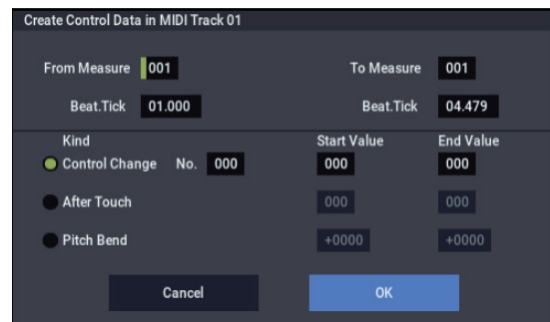 Create Control Data in MIDI Track 01
From Measure 001 To Measure 001
Beat.Tick 01.000 Beat.Tick 04.479
Kind Start Value End Value
Control Change No. 000 000 000
After Touch 000 000
Pitch Bend +0000 +0000
Cancel OK